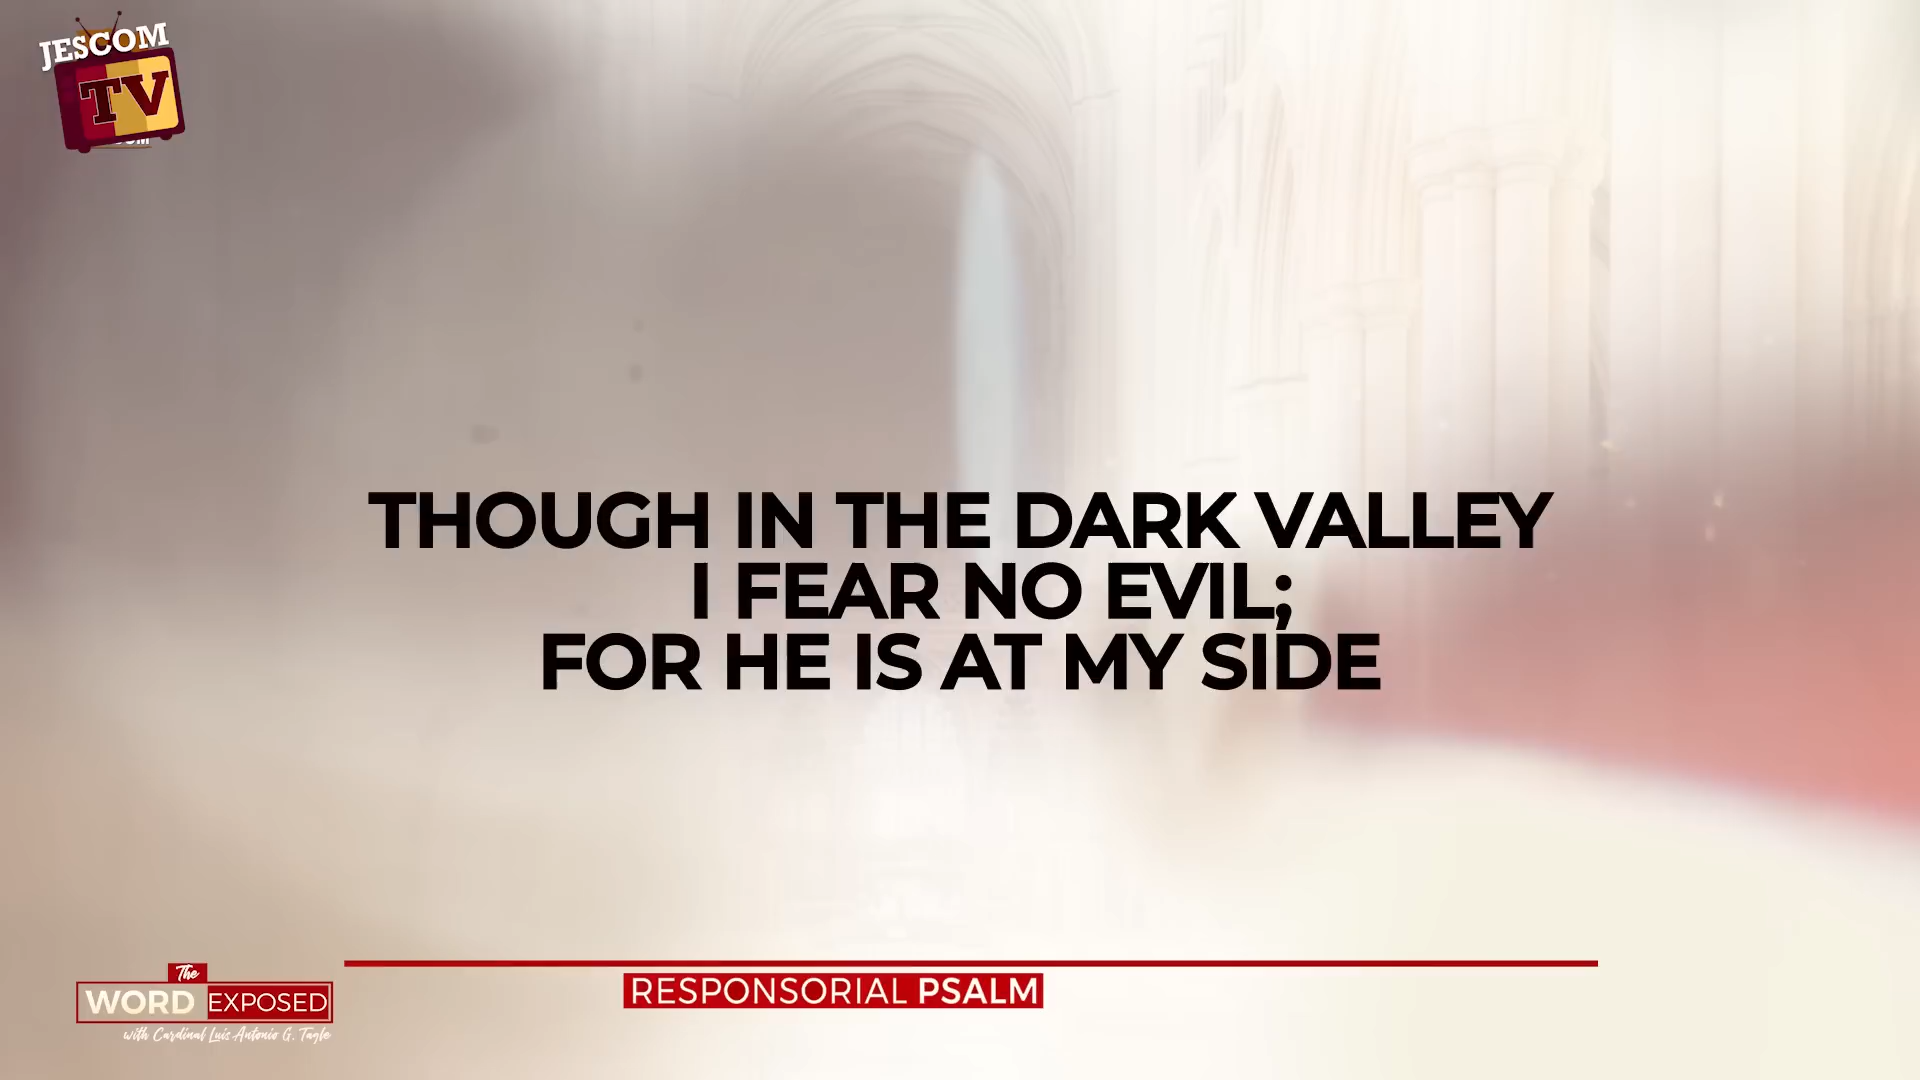 JESCOM
TV
THOUGH IN THE DARK VALLEY
I FEAR NO EVIL;
FOR HE IS AT MY SIDE
The
WORD EXPOSED
with Cardinal Luis Antonio G. Tagle
RESPONSORIAL PSALM